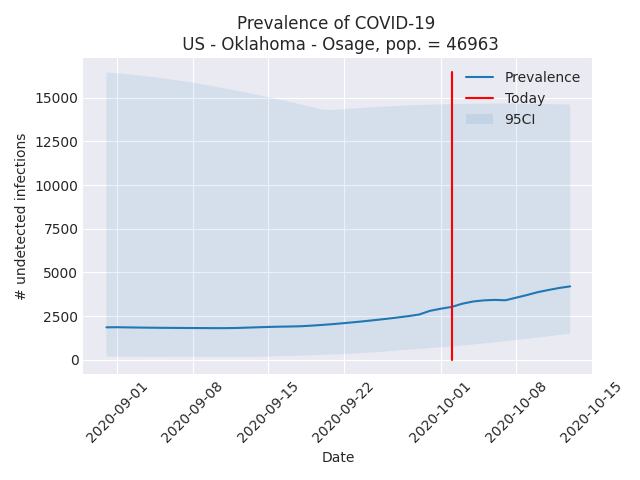 Prevalence of COVID-19
US - Oklahoma - Osage, pop. = 46963
Prevalence
Today
95CI
# undetected infections
15000
12500
10000
7500
5000
2500
0
2020-09-01
2020-09-08
2020-09-15
2020-09-22
2020-10-01
2020-10-08
2020-10-15
Date